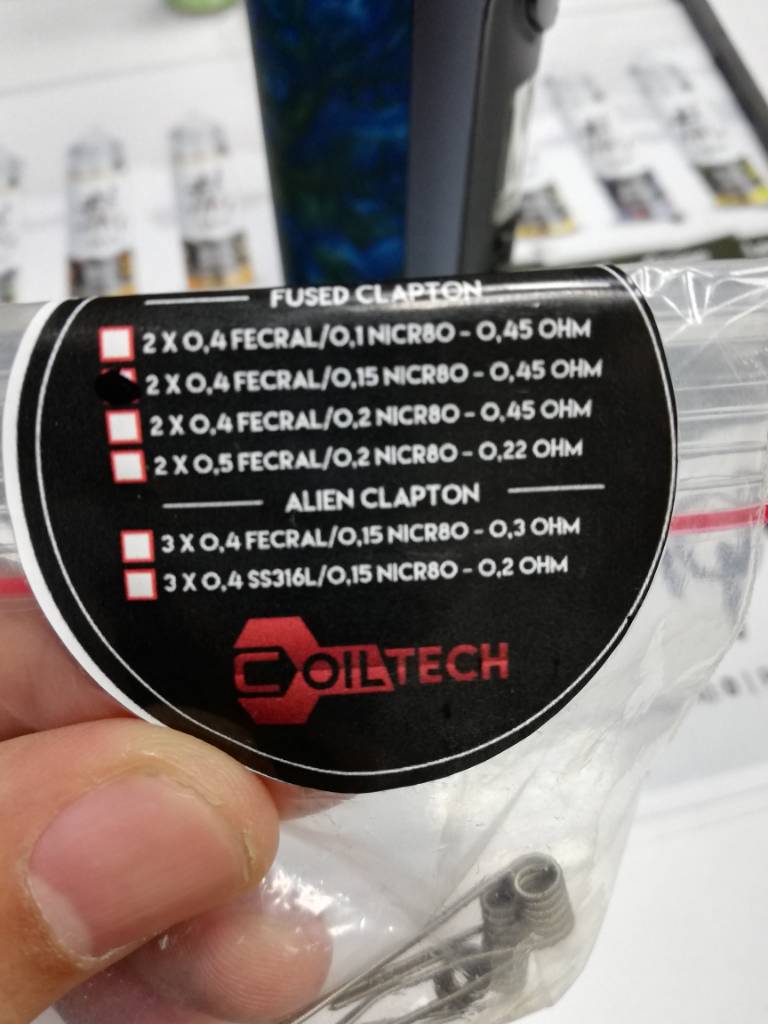 FUSED CLAPTON
2 X 0,4 FECRAL/0,1 NICR80 - 0,45 OHM
2 X 0,4 FECRAL/0,15 NICR80 - 0,45 OHM
2 X 0,4 FECRAL/0,2 NICR80 - 0,45 OHM
2 X 0,5 FECRAL/0,2 NICR80 - 0,22 OHM
ALIEN CLAPTON
3 X 0,4 FECRAL/0,15 NICR80 - 0,3 OHM
3 X 0,4 SS316L/0,15 NICR80 - 0,2 OHM
COILTECH